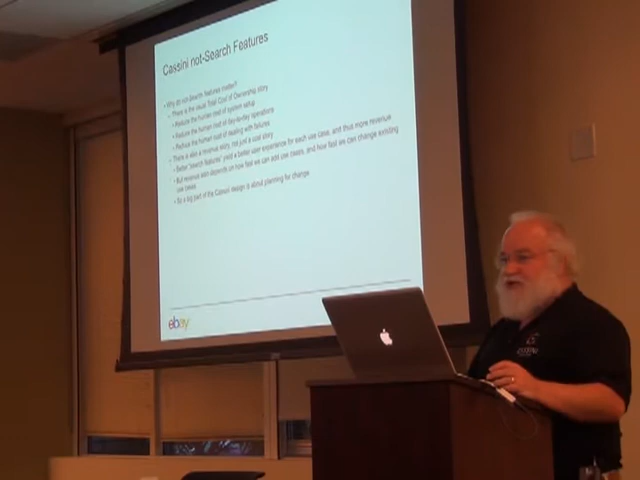 Cassini not-Search Features
• Why do not-Search features matter?
• There is the usual Total Cost of Ownership story
• Reduce the human cost of system setup
• Reduce the human cost of day-to-day operations
• Reduce the human cost of dealing with failures
• There is also a revenue story, not just a cost story
• Better "search features" yield a better user experience for each use case, and thus more revenue
• But revenue also depends on how fast we can add use cases, and how fast we can change existing
use cases
• So a big part of the Cassini design is about planning for change
ebay